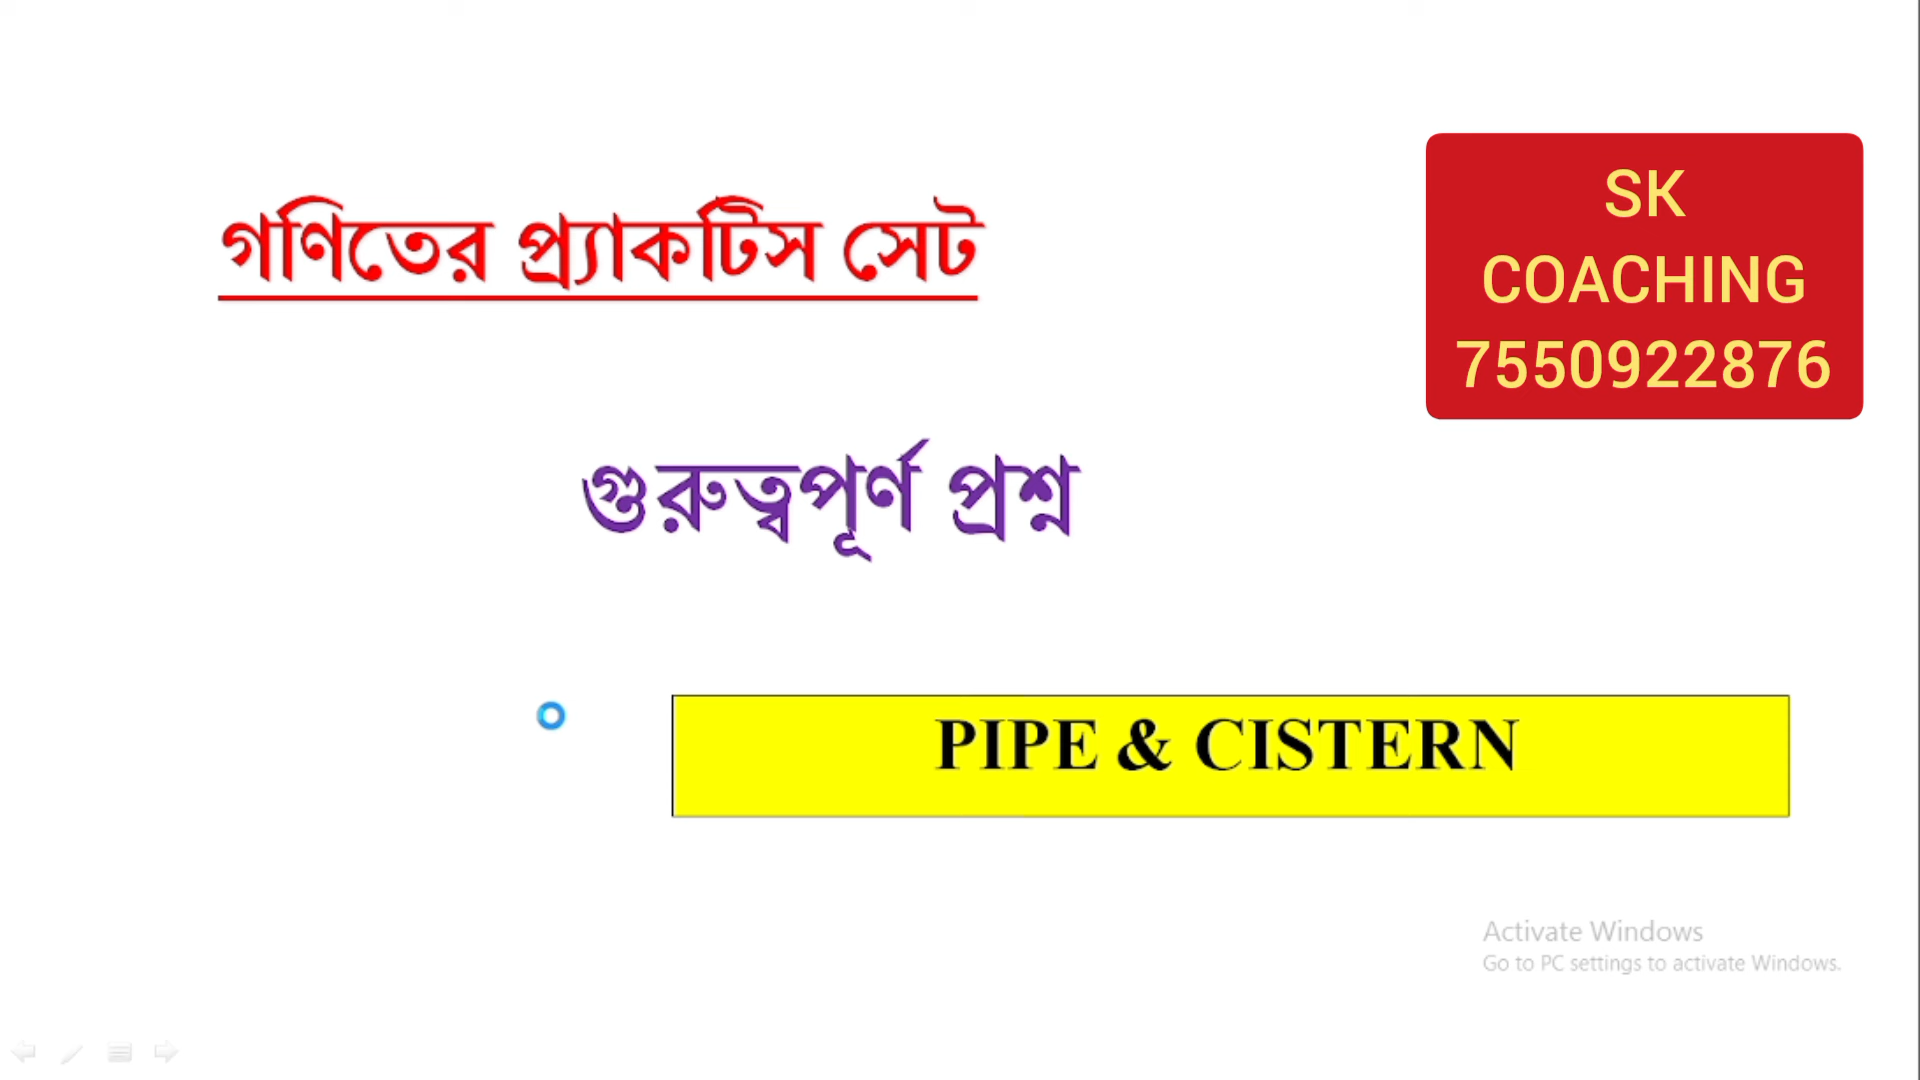 গণিতের প্র্যাকটিস সেট
SK
COACHING
7550922876
গুরুত্বপূর্ণ প্রশ্ন
PIPE & CISTERN
Activate Windows
Go to PC settings to activate Windows.